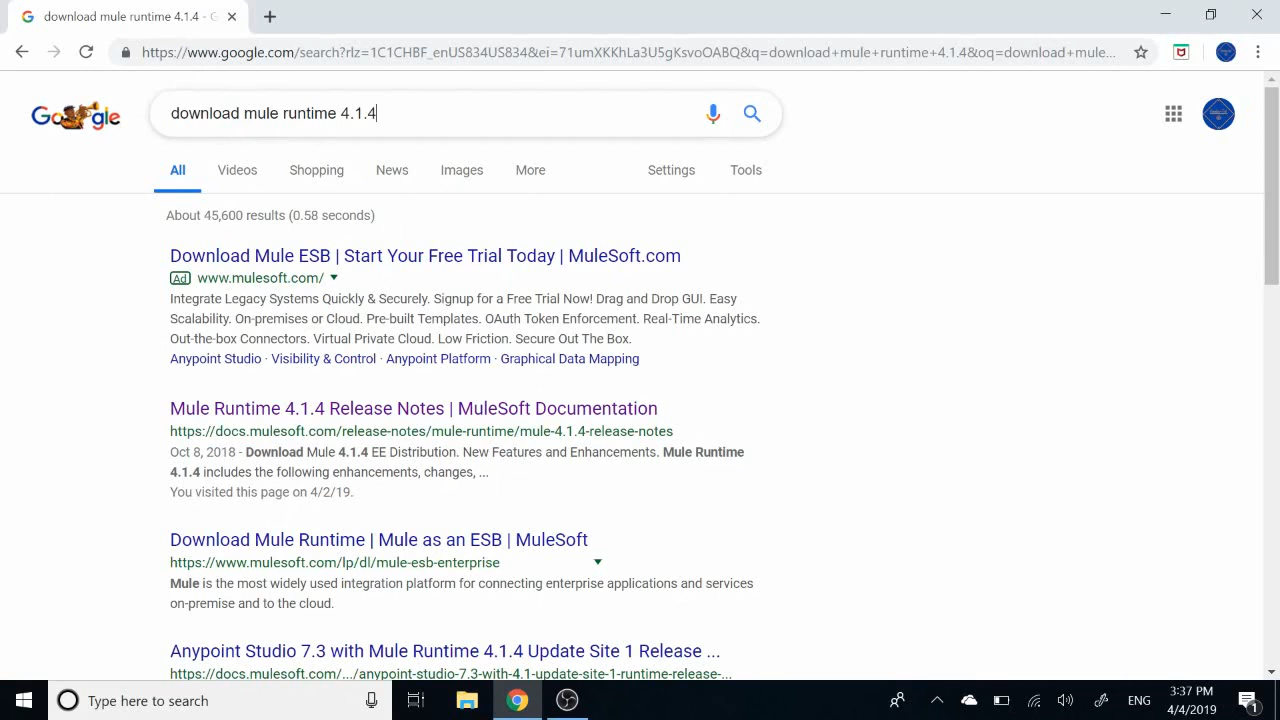 download mule runtime 4.1.4 - G
https://www.google.com/search?rlz=1C1CHBF_enUS834US834&ei=71umXKKhLa3U5gKsvoOABQ&q=download+mule+runtime+4.1.4&oq=download+mule...
Google
download mule runtime 4.1.4
All Videos Shopping News Images More Settings Tools
About 45,600 results (0.58 seconds)
Download Mule ESB | Start Your Free Trial Today | MuleSoft.com
Ad www.mulesoft.com/
Integrate Legacy Systems Quickly & Securely. Signup for a Free Trial Now! Drag and Drop GUI. Easy
Scalability. On-premises or Cloud. Pre-built Templates. OAuth Token Enforcement. Real-Time Analytics.
Out-the-box Connectors. Virtual Private Cloud. Low Friction. Secure Out The Box.
Anypoint Studio · Visibility & Control · Anypoint Platform · Graphical Data Mapping
Mule Runtime 4.1.4 Release Notes | MuleSoft Documentation
https://docs.mulesoft.com/release-notes/mule-runtime/mule-4.1.4-release-notes
Oct 8, 2018 - Download Mule 4.1.4 EE Distribution. New Features and Enhancements. Mule Runtime
4.1.4 includes the following enhancements, changes, ...
You visited this page on 4/2/19.
Download Mule Runtime | Mule as an ESB | MuleSoft
https://www.mulesoft.com/lp/dl/mule-esb-enterprise
Mule is the most widely used integration platform for connecting enterprise applications and services
on-premise and to the cloud.
Anypoint Studio 7.3 with Mule Runtime 4.1.4 Update Site 1 Release ...
https://docs.mulesoft.com/.../anypoint-studio-7.3-with-4.1-update-site-1-runtime-release-...
Type here to search
ENG
3:37 PM
4/4/2019
1